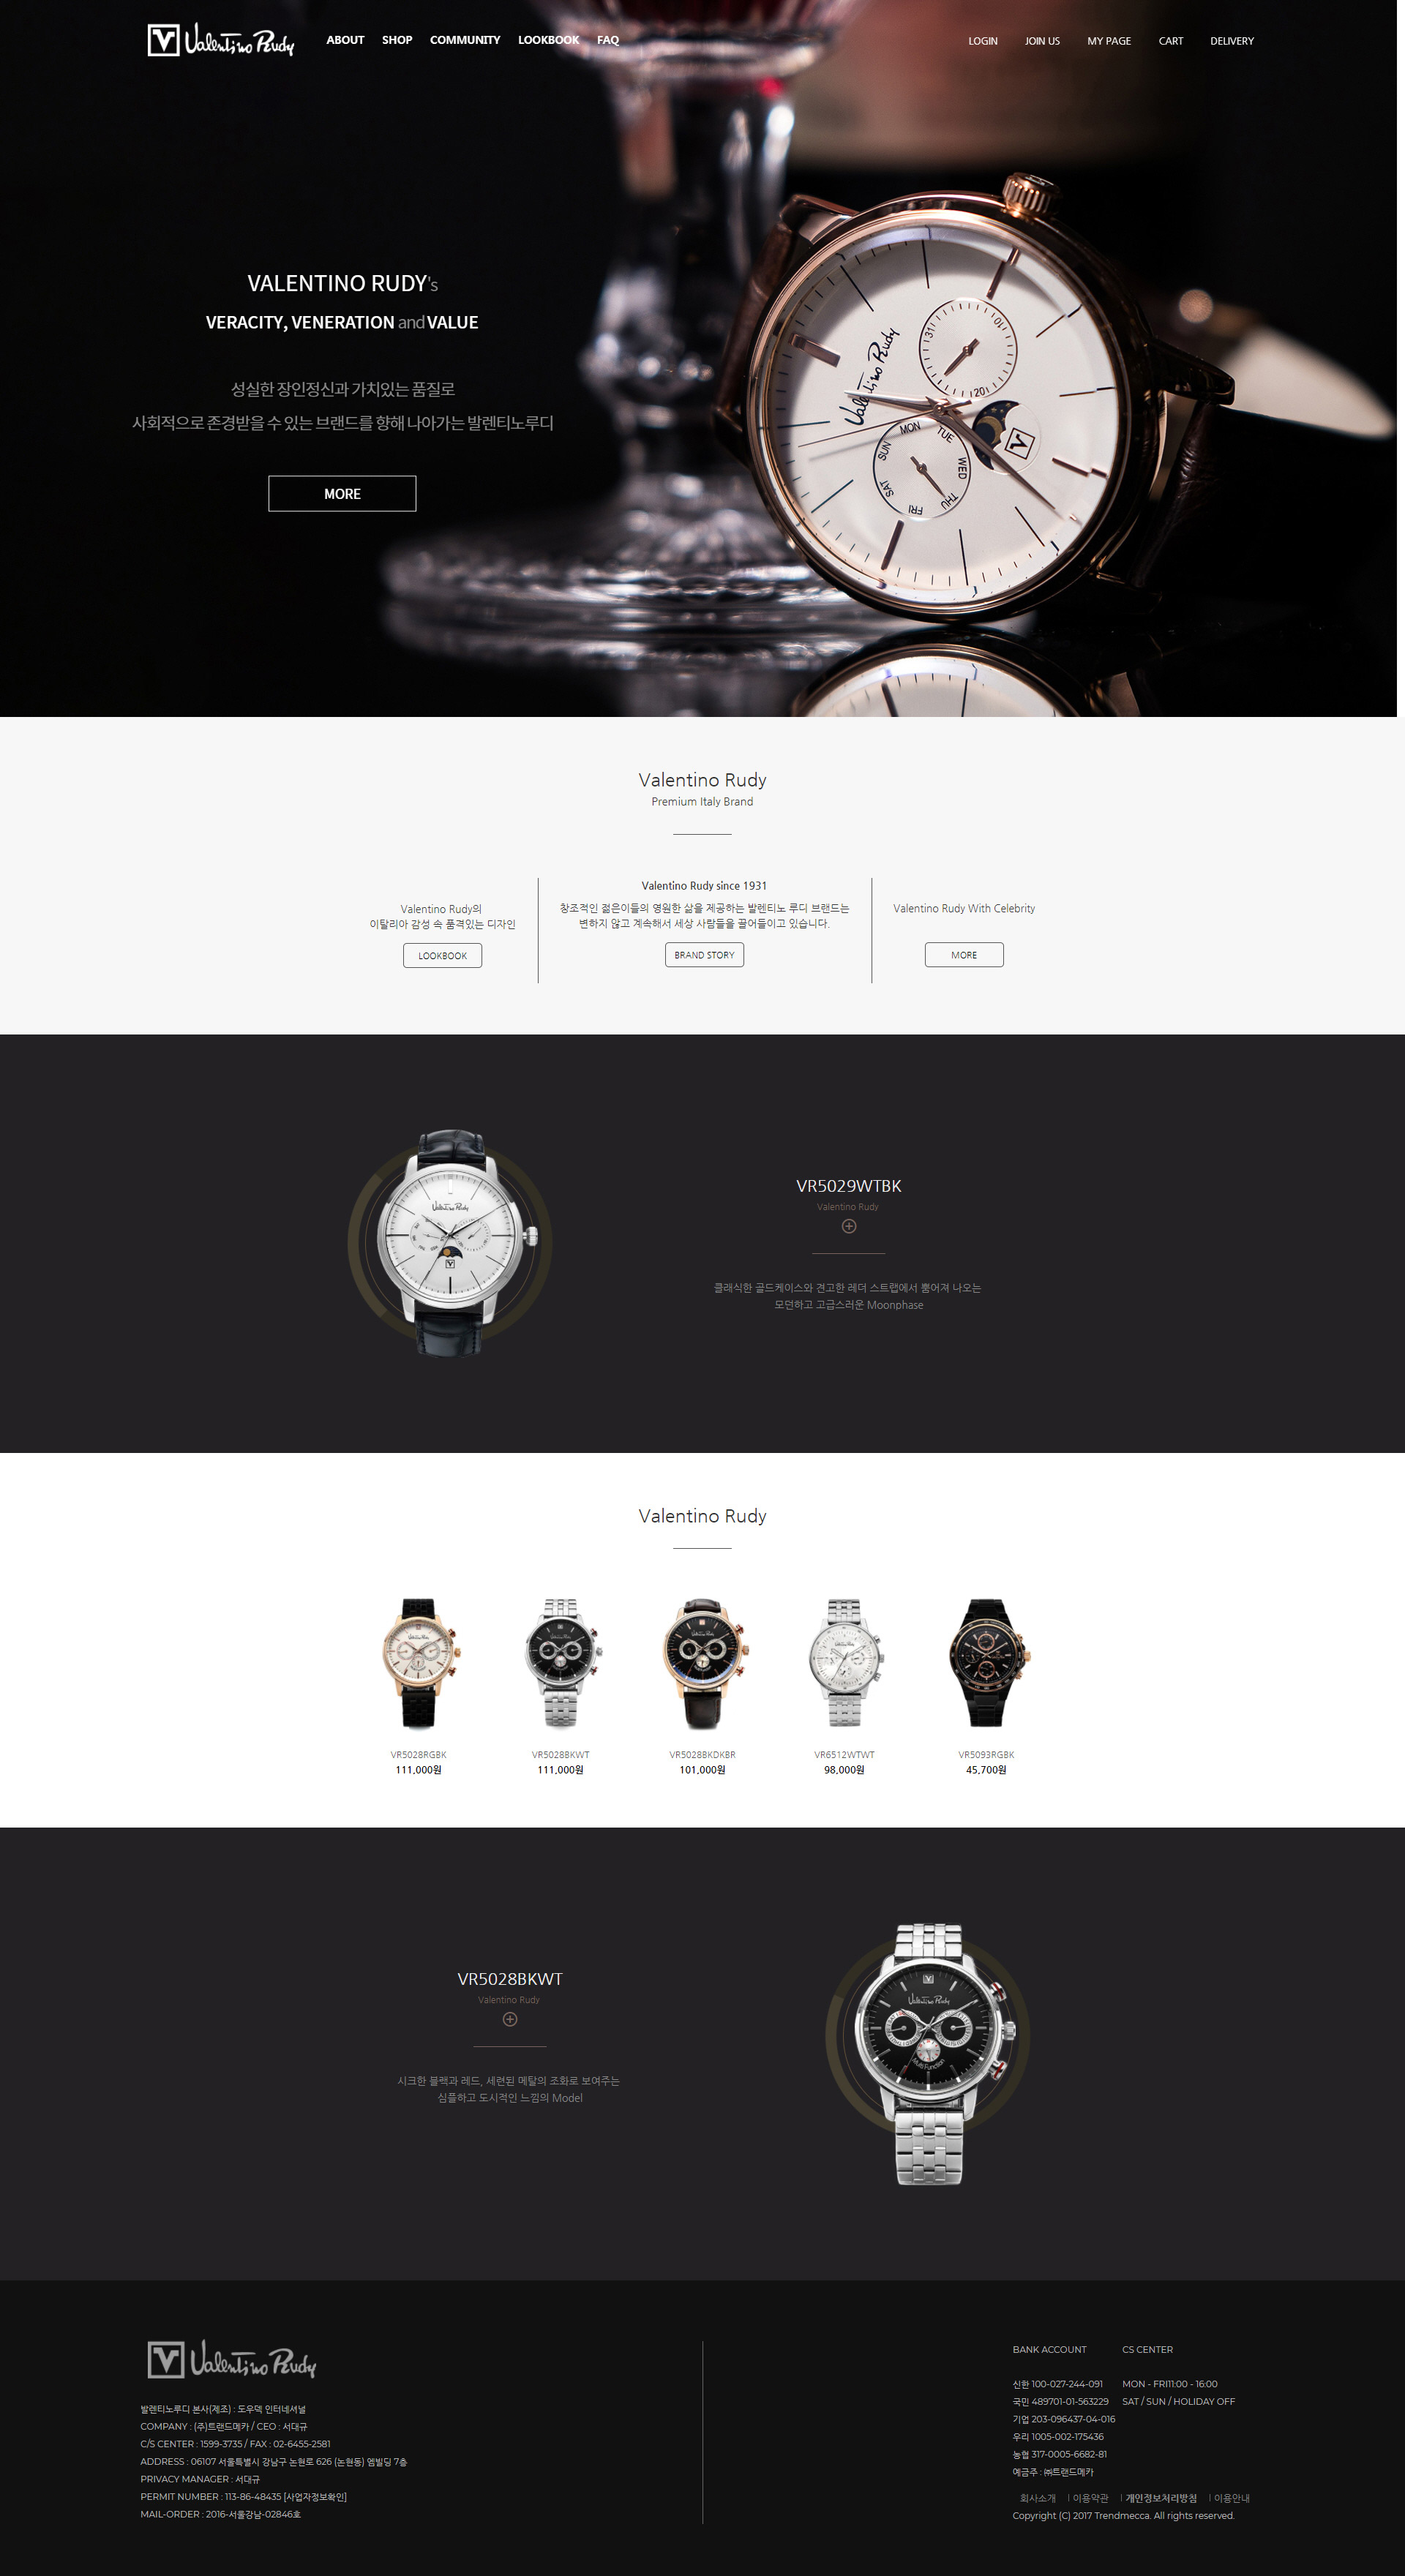 V Valentino Rudy
ABOUT SHOP COMMUNITY LOOKBOOK FAQ
LOGIN JOIN US MY PAGE CART DELIVERY
VALENTINO RUDY's
VERACITY, VENERATION and VALUE
성실한 장인정신과 가치있는 품질로
사회적으로 존경받을 수 있는 브랜드를 향해 나아가는 발렌티노루디
MORE
Valentino Rudy
31
10
20
SUN MON TUE WED THU FRI SAT
V
Valentino Rudy
Premium Italy Brand
Valentino Rudy의
이탈리아 감성 속 품격있는 디자인
LOOKBOOK
Valentino Rudy since 1931
창조적인 젊은이들의 영원한 삶을 제공하는 발렌티노 루디 브랜드는
변하지 않고 계속해서 세상 사람들을 끌어들이고 있습니다.
BRAND STORY
Valentino Rudy With Celebrity
MORE
Valentino Rudy
V
VR5029WTBK
Valentino Rudy
클래식한 골드케이스와 견고한 레더 스트랩에서 뿜어져 나오는
모던하고 고급스러운 Moonphase
Valentino Rudy
VR5028RGBK
111,000원
VR5028BKWT
111,000원
VR5028BKDKBR
101,000원
VR6512WTWT
98,000원
VR5093RGBK
45,700원
VR5028BKWT
Valentino Rudy
시크한 블랙과 레드, 세련된 메탈의 조화로 보여주는
심플하고 도시적인 느낌의 Model
V
Valentino Rudy
Multi Function
V Valentino Rudy
발렌티노루디 본사(제조) : 도우덱 인터네셔널
COMPANY : (주)트랜드메카 / CEO : 서대규
C/S CENTER : 1599-3735 / FAX : 02-6455-2581
ADDRESS : 06107 서울특별시 강남구 논현로 626 (논현동) 엠빌딩 7층
PRIVACY MANAGER : 서대규
PERMIT NUMBER : 113-86-48435 [사업자정보확인]
MAIL-ORDER : 2016-서울강남-02846호
BANK ACCOUNT
신한 100-027-244-091
국민 489701-01-563229
기업 203-096437-04-016
우리 1005-002-175436
농협 317-0005-6682-81
예금주 : ㈜트랜드메카
CS CENTER
MON - FRI11:00 - 16:00
SAT / SUN / HOLIDAY OFF
회사소개 | 이용약관 | 개인정보처리방침 | 이용안내
Copyright (C) 2017 Trendmecca. All rights reserved.